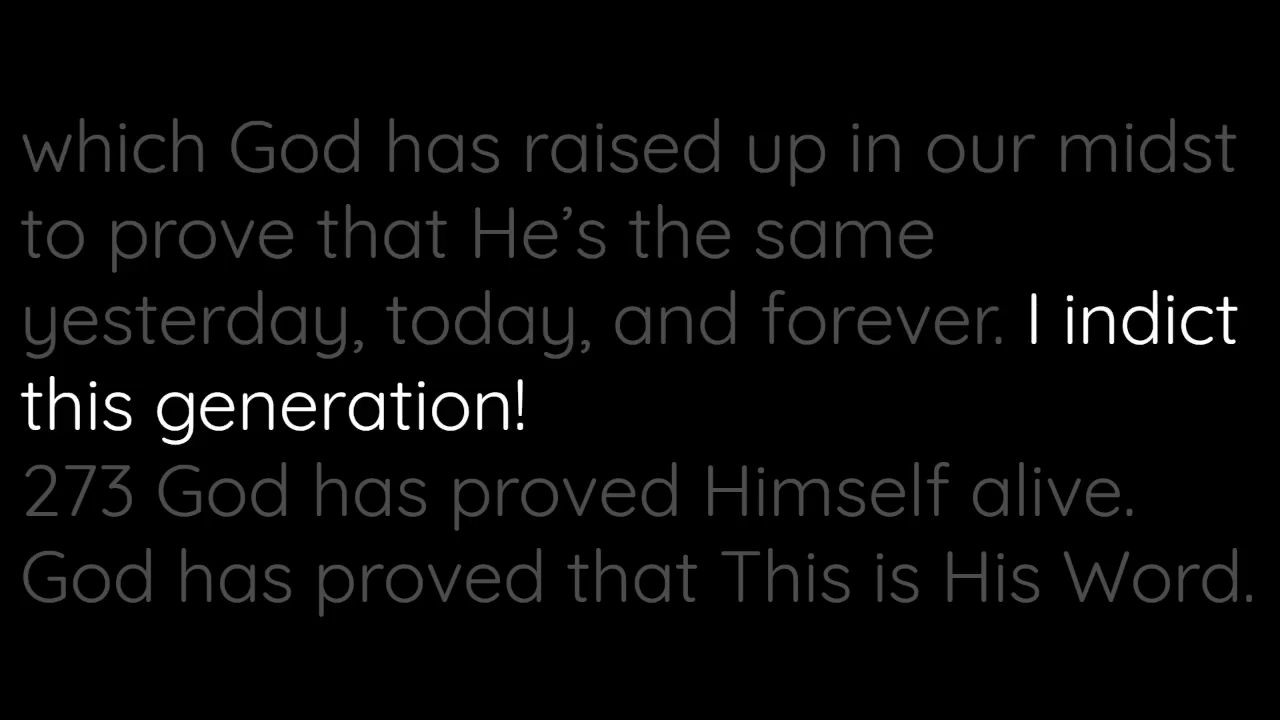 which God has raised up in our midst
to prove that He’s the same
yesterday, today, and forever. I indict
this generation!
273 God has proved Himself alive.
God has proved that This is His Word.